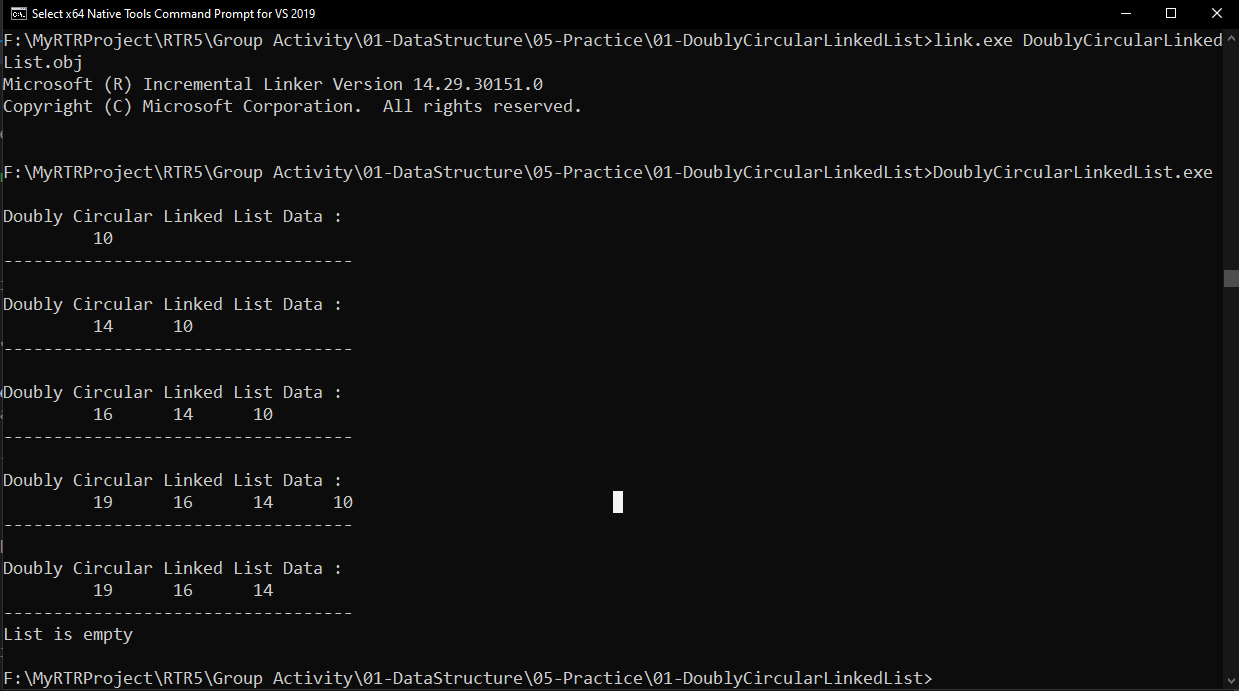 Select x64 Native Tools Command Prompt for VS 2019
F:\MyRTRProject\RTR5\Group Activity\01-DataStructure\05-Practice\01-DoublyCircularLinkedList>link.exe DoublyCircularLinked
List.obj
Microsoft (R) Incremental Linker Version 14.29.30151.0
Copyright (C) Microsoft Corporation.  All rights reserved.
F:\MyRTRProject\RTR5\Group Activity\01-DataStructure\05-Practice\01-DoublyCircularLinkedList>DoublyCircularLinkedList.exe
Doubly Circular Linked List Data :
10
-----------------------------------
Doubly Circular Linked List Data :
14 10
-----------------------------------
Doubly Circular Linked List Data :
16 14 10
-----------------------------------
Doubly Circular Linked List Data :
19 16 14 10
-----------------------------------
Doubly Circular Linked List Data :
19 16 14
-----------------------------------
List is empty
F:\MyRTRProject\RTR5\Group Activity\01-DataStructure\05-Practice\01-DoublyCircularLinkedList>